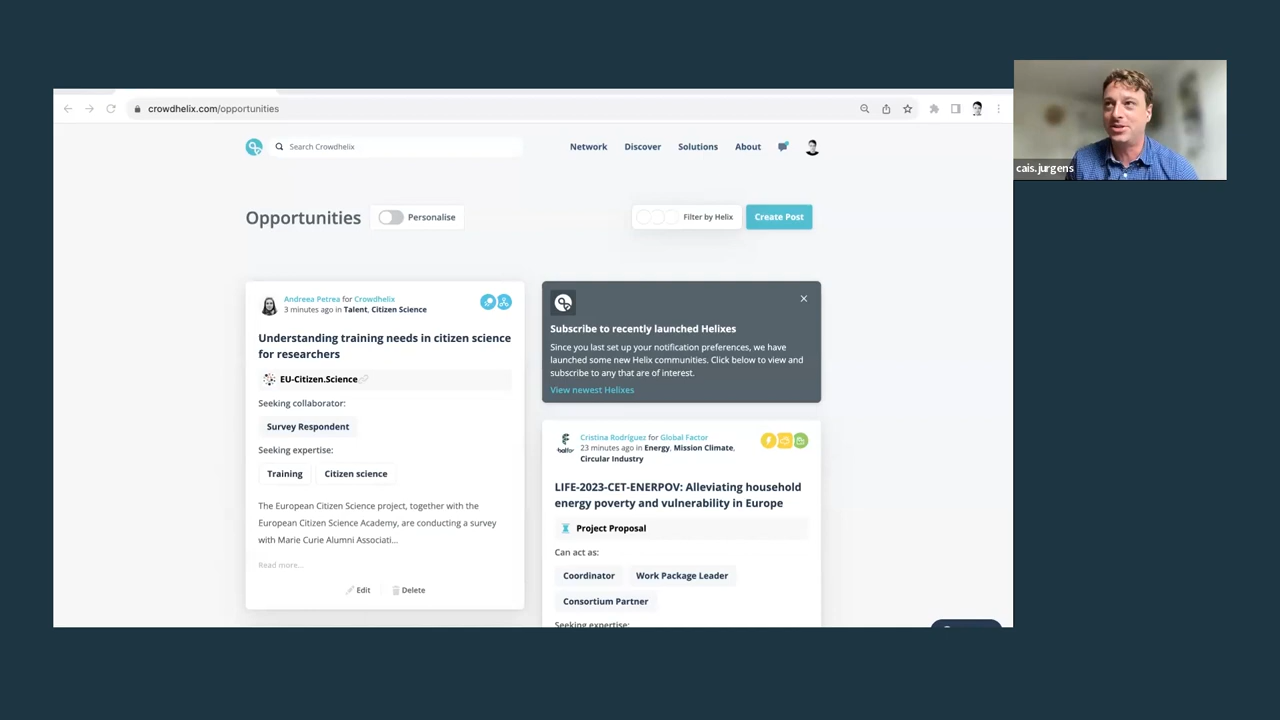 crowdhelix.com/opportunities
Search Crowdhelix
Network
Discover
Solutions
About
cais.jurgens
Opportunities
Personalise
Filter by Helix
Create Post
Andreea Petrea for Crowdhelix
3 minutes ago in Talent, Citizen Science
Understanding training needs in citizen science
for researchers
EU-Citizen.Science
Seeking collaborator:
Survey Respondent
Seeking expertise:
Training
Citizen science
The European Citizen Science project, together with the
European Citizen Science Academy, are conducting a survey
with Marie Curie Alumni Associati...
Read more...
Edit
Delete
Subscribe to recently launched Helixes
Since you last set up your notification preferences, we have
launched some new Helix communities. Click below to view and
subscribe to any that are of interest.
View newest Helixes
Cristina Rodríguez for Global Factor
23 minutes ago in Energy, Mission Climate,
Circular Industry
LIFE-2023-CET-ENERPOV: Alleviating household
energy poverty and vulnerability in Europe
Project Proposal
Can act as:
Coordinator
Work Package Leader
Consortium Partner
Seeking expertise: